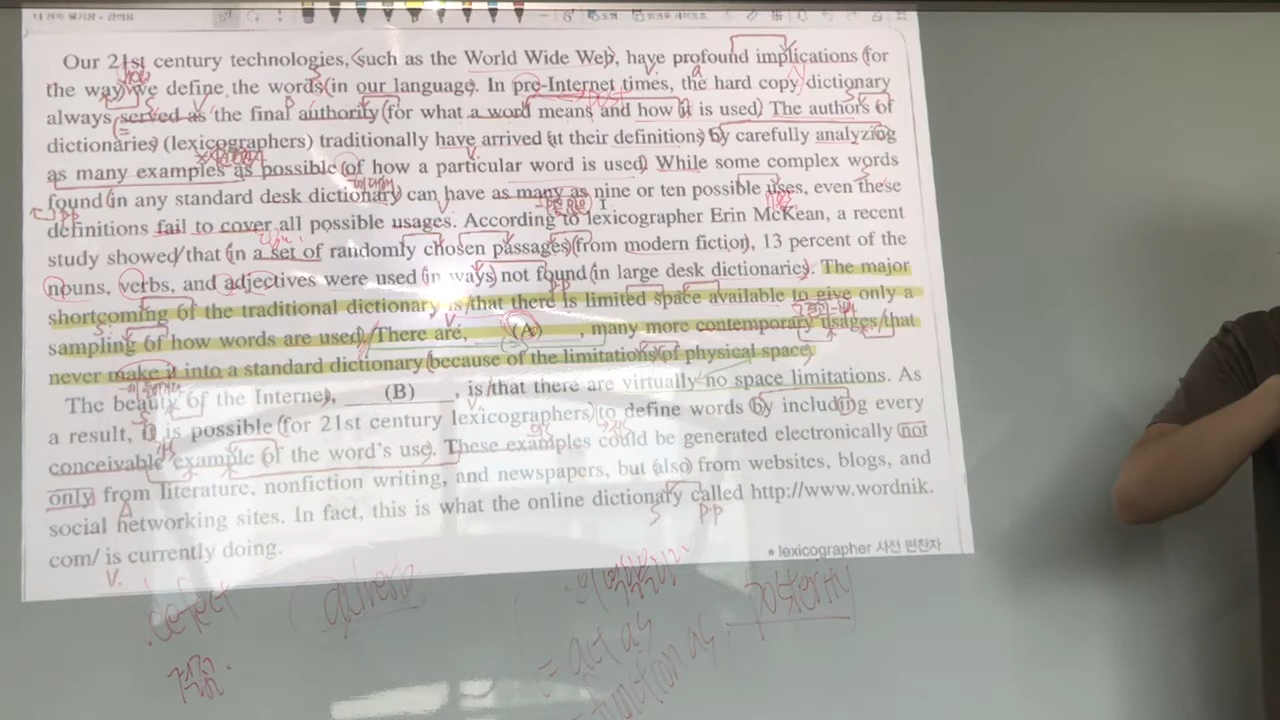 Our 21st century technologies, such as the World Wide Web, have profound implications for
the way we define the words in our language. In pre-Internet times, the hard copy dictionary
always served as the final authority for what a word means and how it is used. The authors of
dictionaries (lexicographers) traditionally have arrived at their definitions by carefully analyzing
as many examples as possible of how a particular word is used. While some complex words
found in any standard desk dictionary can have as many as nine or ten possible uses, even these
definitions fail to cover all possible usages. According to lexicographer Erin McKean, a recent
study showed that in a set of randomly chosen passages from modern fiction, 13 percent of the
nouns, verbs, and adjectives were used in ways not found in large desk dictionaries. The major
shortcoming of the traditional dictionary is that there is limited space available to give only a
sampling of how words are used. There are, (A) , many more contemporary usages that
never make it into a standard dictionary because of the limitations of physical space.
The beauty of the Internet, (B) , is that there are virtually no space limitations. As
a result, it is possible for 21st century lexicographers to define words by including every
conceivable example of the word's use. These examples could be generated electronically not
only from literature, nonfiction writing, and newspapers, but also from websites, blogs, and
social networking sites. In fact, this is what the online dictionary called http://www.wordnik.
com/ is currently doing.
S PP
V.
* lexicographer 사전 편찬자
defect
posterity
= act as
= function as